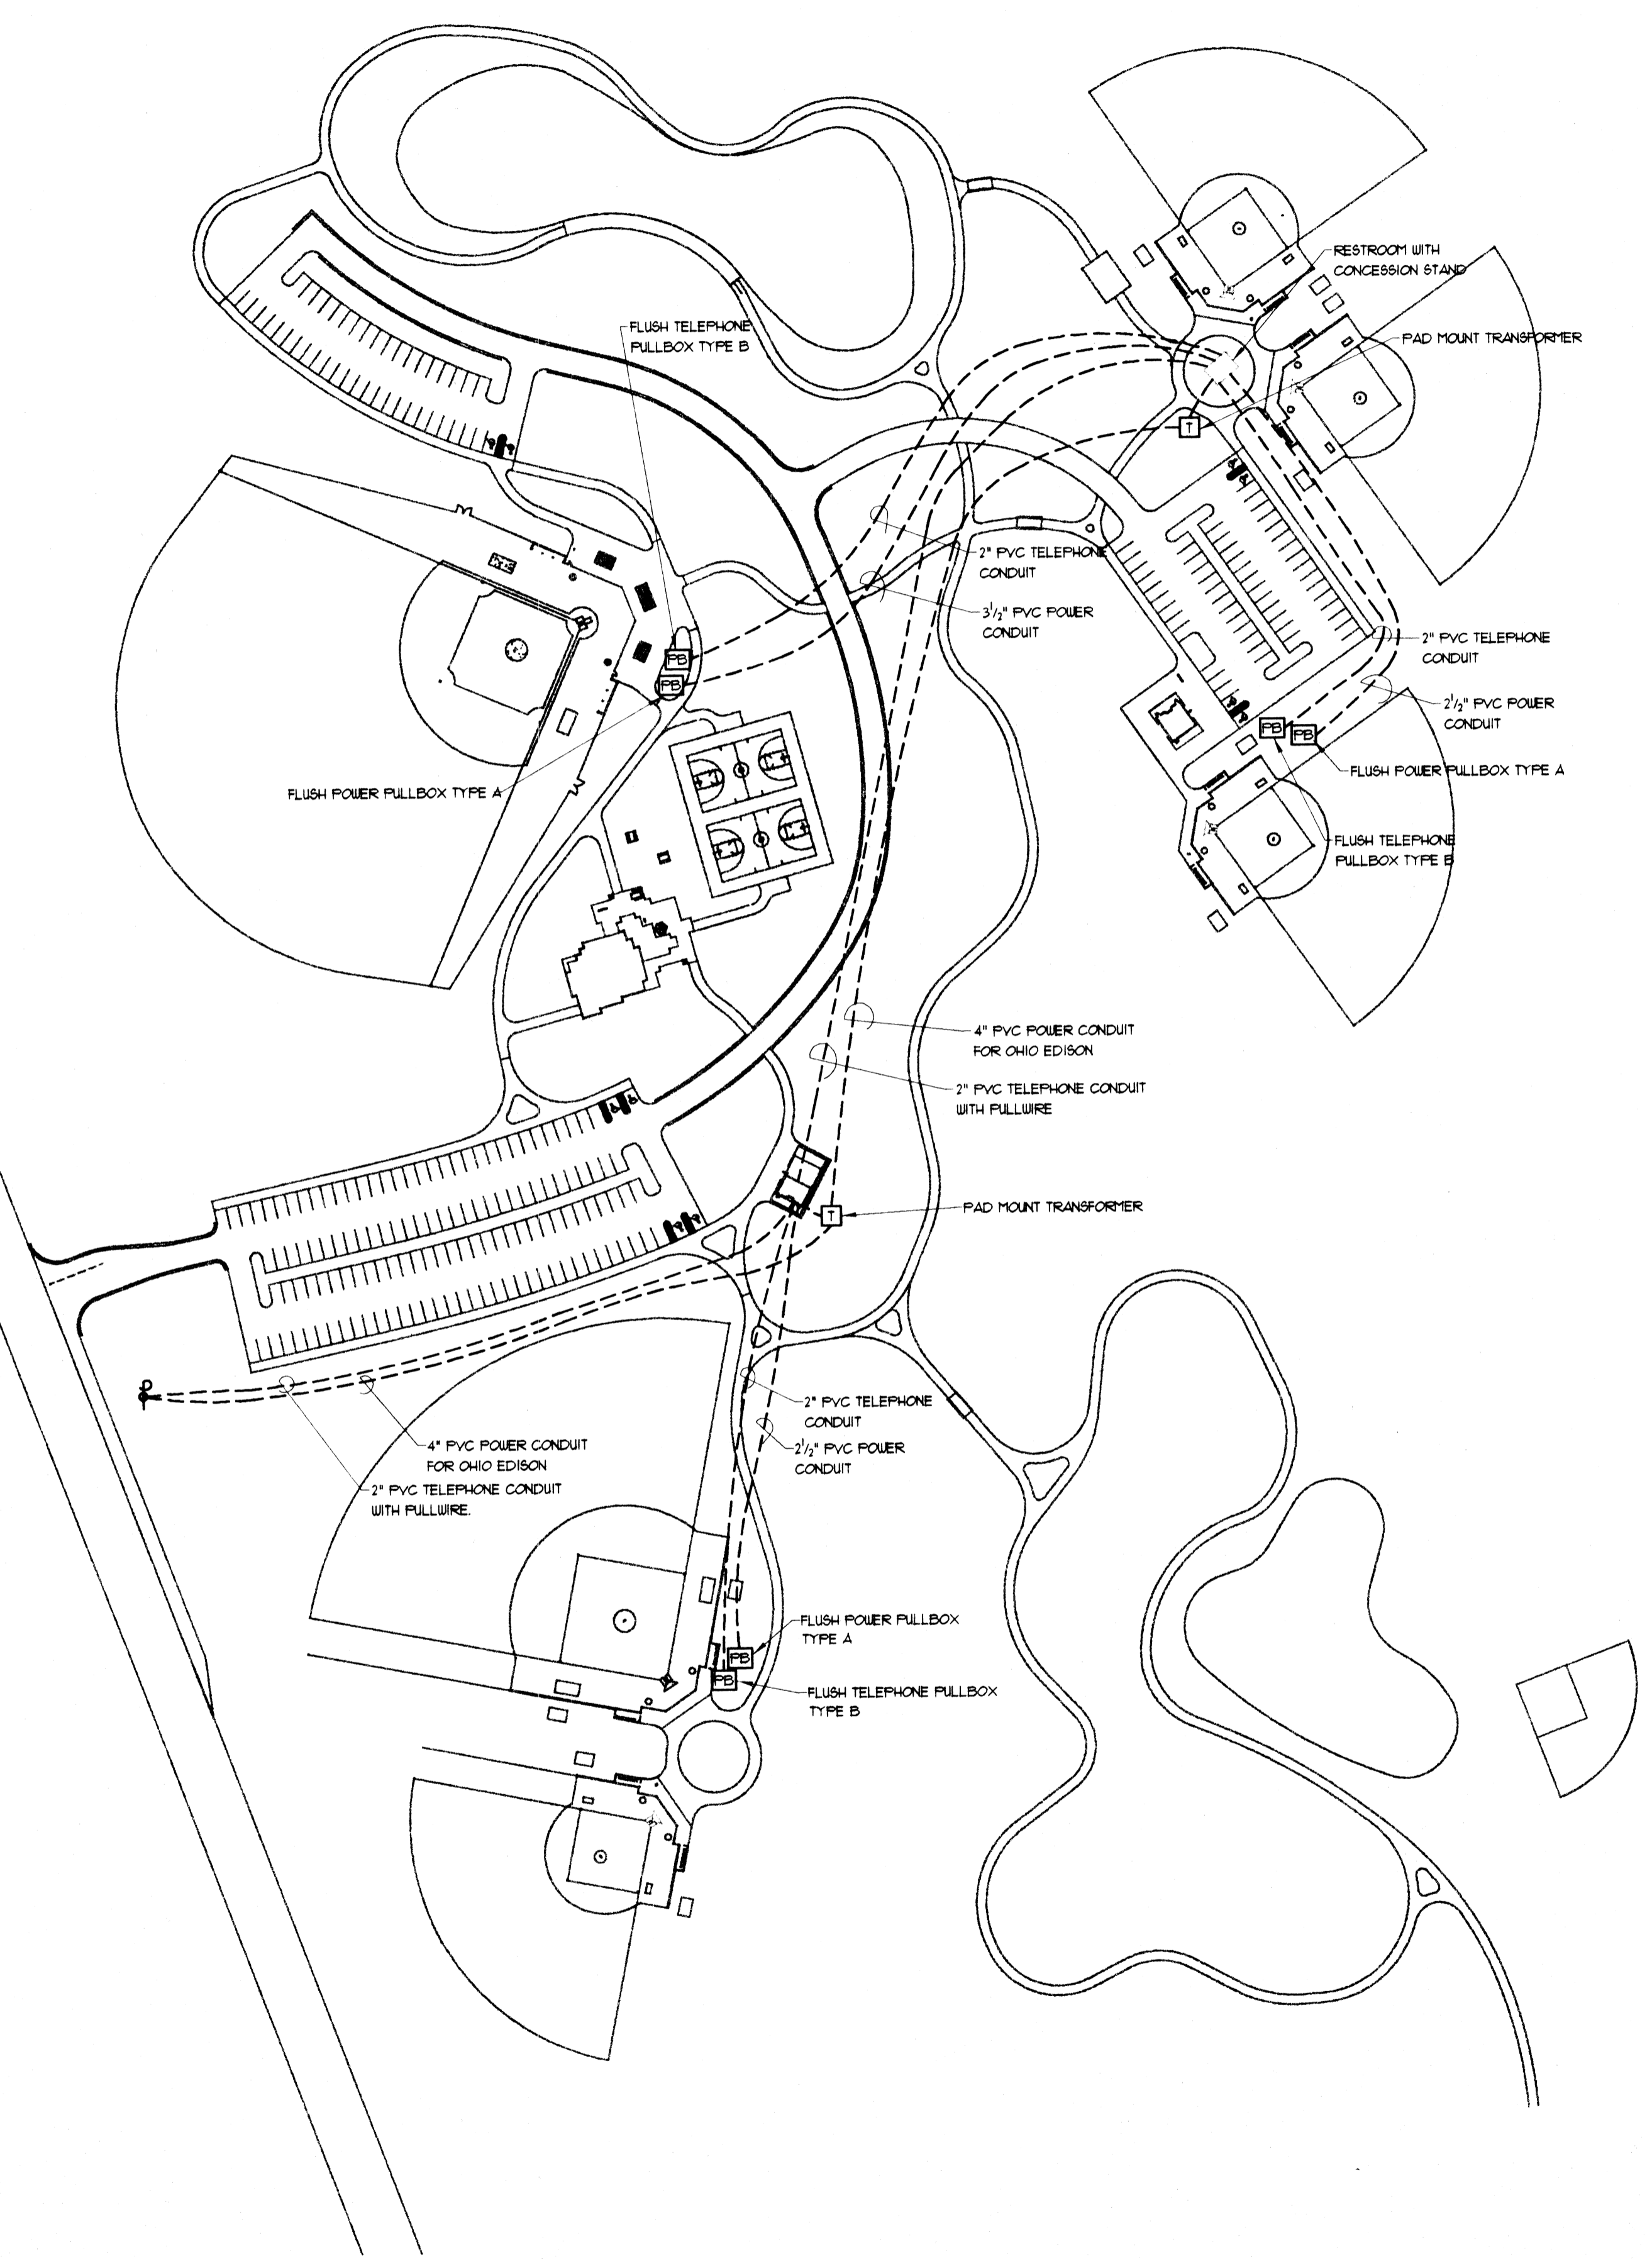 RESTROOM WITH
CONCESSION STAND
FLUSH TELEPHONE
PULLBOX TYPE B
PAD MOUNT TRANSFORMER
T
2" PVC TELEPHONE
CONDUIT
3 1/2" PVC POWER
CONDUIT
2" PVC TELEPHONE
CONDUIT
PB
PB
2 1/2" PVC POWER
CONDUIT
PB
PB
FLUSH POWER PULLBOX TYPE A
FLUSH POWER PULLBOX TYPE A
FLUSH TELEPHONE
PULLBOX TYPE B
4" PVC POWER CONDUIT
FOR OHIO EDISON
2" PVC TELEPHONE CONDUIT
WITH PULLWIRE
PAD MOUNT TRANSFORMER
T
P
2" PVC TELEPHONE
CONDUIT
2 1/2" PVC POWER
CONDUIT
4" PVC POWER CONDUIT
FOR OHIO EDISON
2" PVC TELEPHONE CONDUIT
WITH PULLWIRE.
FLUSH POWER PULLBOX
TYPE A
PB
PB
FLUSH TELEPHONE PULLBOX
TYPE B